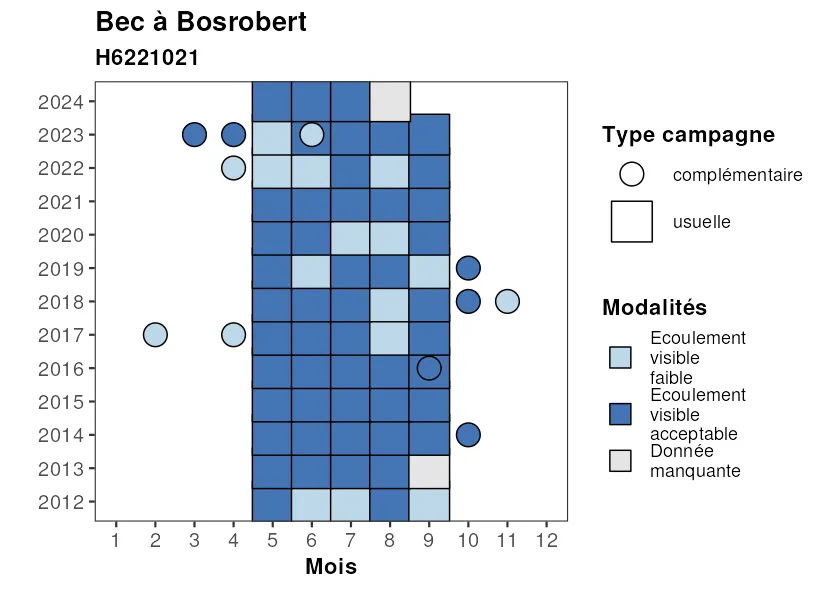 Bec à Bosrobert
H6221021
2024
2023
2022
2021
2020
2019
2018
2017
2016
2015
2014
2013
2012
1 2 3 4 5 6 7 8 9 10 11 12
Mois
Type campagne
complémentaire
usuelle
Modalités
Ecoulement
visible
faible
Ecoulement
visible
acceptable
Donnée
manquante